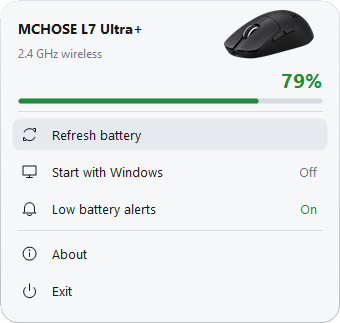 MCHOSE L7 Ultra+
2.4 GHz wireless
79%
Refresh battery
Start with Windows Off
Low battery alerts On
About
Exit